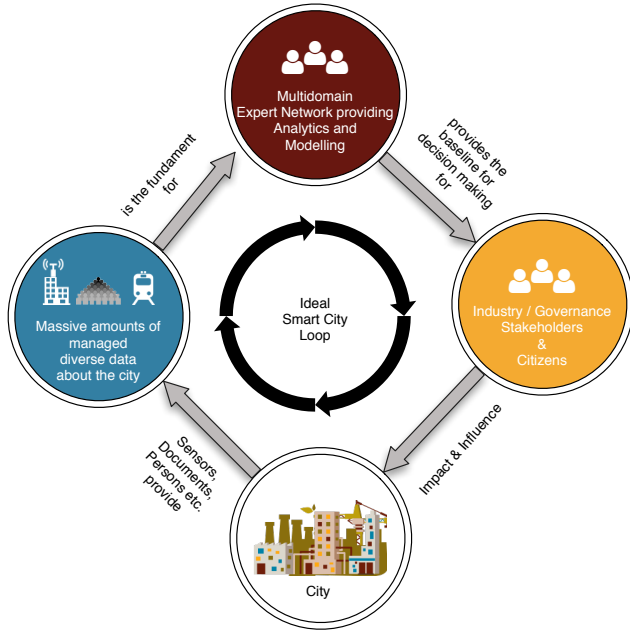 Multidomain
Expert Network providing
Analytics and
Modelling
is the fundament
for
provides the
baseline for
decision making
for
Massive amounts of
managed
diverse data
about the city
Ideal
Smart City
Loop
Industry / Governance
Stakeholders
&
Citizens
Sensors,
Documents,
Persons etc.
provide
Impact & Influence
City